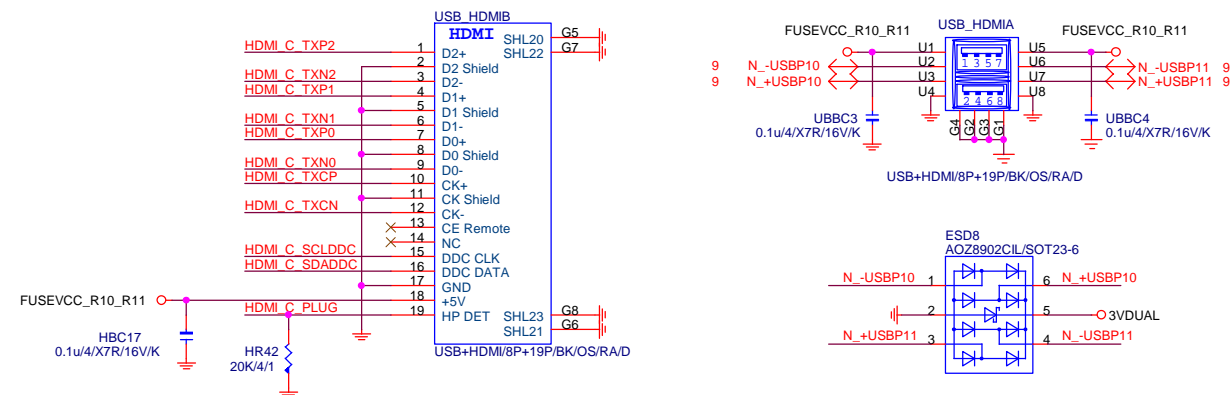 USB_HDMIB
HDMI
HDMI_C_TXP2 1 D2+
2 D2 Shield
HDMI_C_TXN2 3 D2-
HDMI_C_TXP1 4 D1+
5 D1 Shield
HDMI_C_TXN1 6 D1-
HDMI_C_TXP0 7 D0+
8 D0 Shield
HDMI_C_TXN0 9 D0-
HDMI_C_TXCP 10 CK+
11 CK Shield
HDMI_C_TXCN 12 CK-
13 CE Remote
14 NC
HDMI_C_SCLDDC 15 DDC CLK
HDMI_C_SDADDC 16 DDC DATA
17 GND
FUSEVCC_R10_R11 18 +5V
HDMI_C_PLUG 19 HP DET
SHL20 G5
SHL22 G7
SHL23 G8
SHL21 G6
USB+HDMI/8P+19P/BK/OS/RA/D
HBC17
0.1u/4/X7R/16V/K
HR42
20K/4/1
USB_HDMIA
FUSEVCC_R10_R11 U1 U5 FUSEVCC_R10_R11
9 N_-USBP10 U2 U6 N_-USBP11 9
9 N_+USBP10 U3 U7 N_+USBP11 9
U4 U8
1 3 5 7
2 4 6 8
G4 G2 G3 G1
UBBC3
0.1u/4/X7R/16V/K
UBBC4
0.1u/4/X7R/16V/K
USB+HDMI/8P+19P/BK/OS/RA/D
ESD8
AOZ8902CIL/SOT23-6
N_-USBP10 1 6 N_+USBP10
2 5 3VDUAL
N_+USBP11 3 4 N_-USBP11